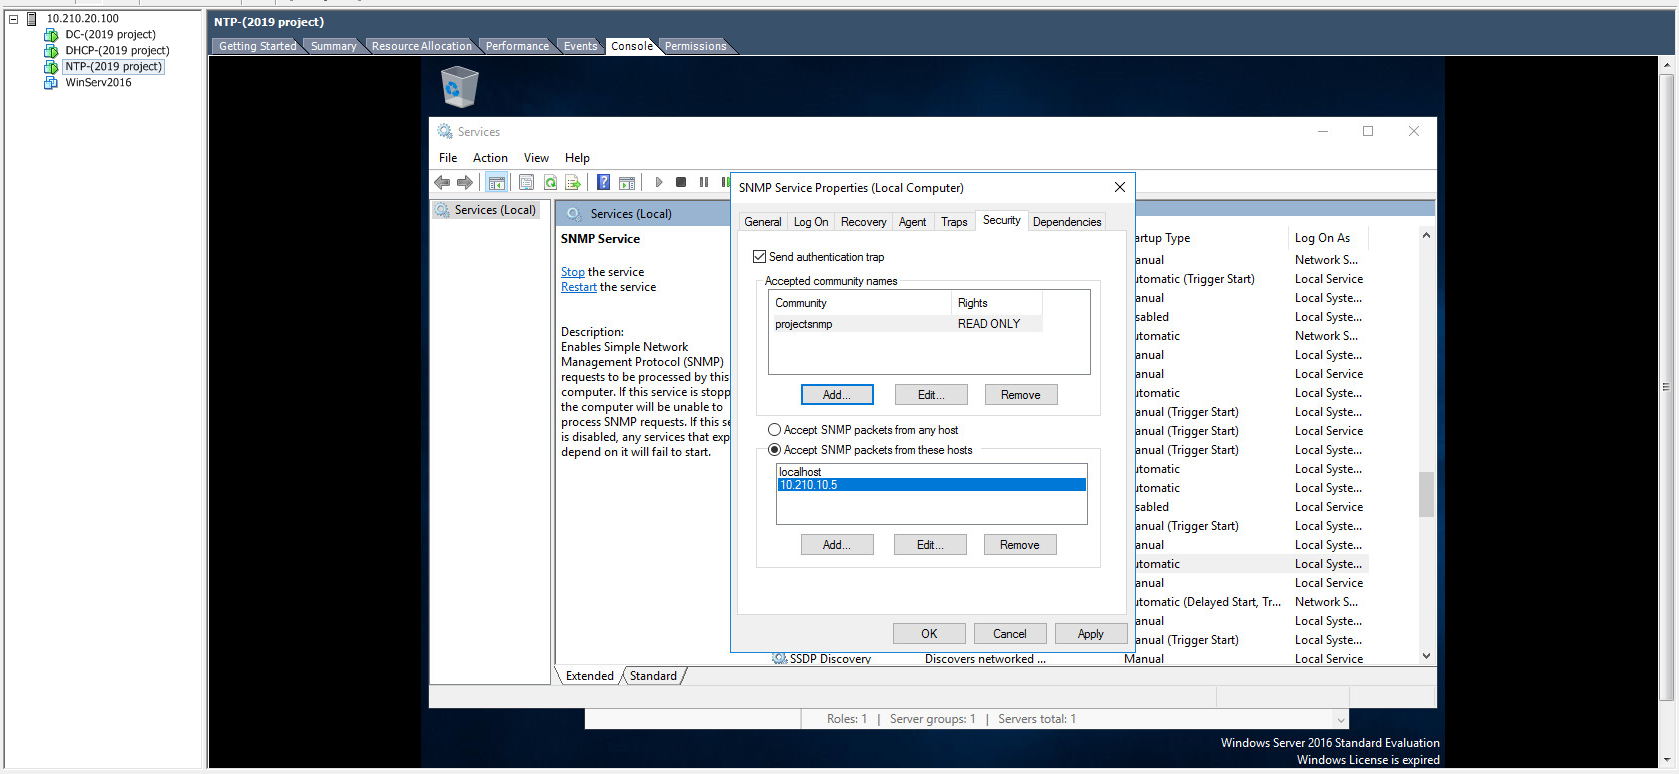 10.210.20.100
DC-(2019 project)
DHCP-(2019 project)
NTP-(2019 project)
WinServ2016
NTP-(2019 project)
Getting Started
Summary
Resource Allocation
Performance
Events
Console
Permissions
Services
File Action View Help
Services (Local)
Services (Local)
SNMP Service
Stop the service
Restart the service
Description:
Enables Simple Network
Management Protocol (SNMP)
requests to be processed by this
computer. If this service is stopp
the computer will be unable to
process SNMP requests. If this se
is disabled, any services that exp
depend on it will fail to start.
SNMP Service Properties (Local Computer)
General Log On Recovery Agent Traps Security Dependencies
Send authentication trap
Accepted community names
Community Rights
projectsnmp READ ONLY
Add... Edit... Remove
Accept SNMP packets from any host
Accept SNMP packets from these hosts
localhost
10.210.10.5
Add... Edit... Remove
OK Cancel Apply
artup Type Log On As
anual Network S...
utomatic (Trigger Start) Local Service
anual Local Syste...
sabled Local Syste...
utomatic Network S...
anual Local Syste...
anual Local Syste...
utomatic Local Syste...
anual (Trigger Start) Local Syste...
anual (Trigger Start) Local Syste...
anual (Trigger Start) Local Syste...
utomatic Local Syste...
utomatic Local Syste...
sabled Local Service
anual (Trigger Start) Local Syste...
anual Local Syste...
utomatic Local Syste...
anual Local Service
utomatic (Delayed Start, Tr... Network S...
anual Local Syste...
anual (Trigger Start) Local Syste...
SSDP Discovery Discovers networked ... Manual Local Service
Extended Standard
Roles: 1 | Server groups: 1 | Servers total: 1
Windows Server 2016 Standard Evaluation
Windows License is expired